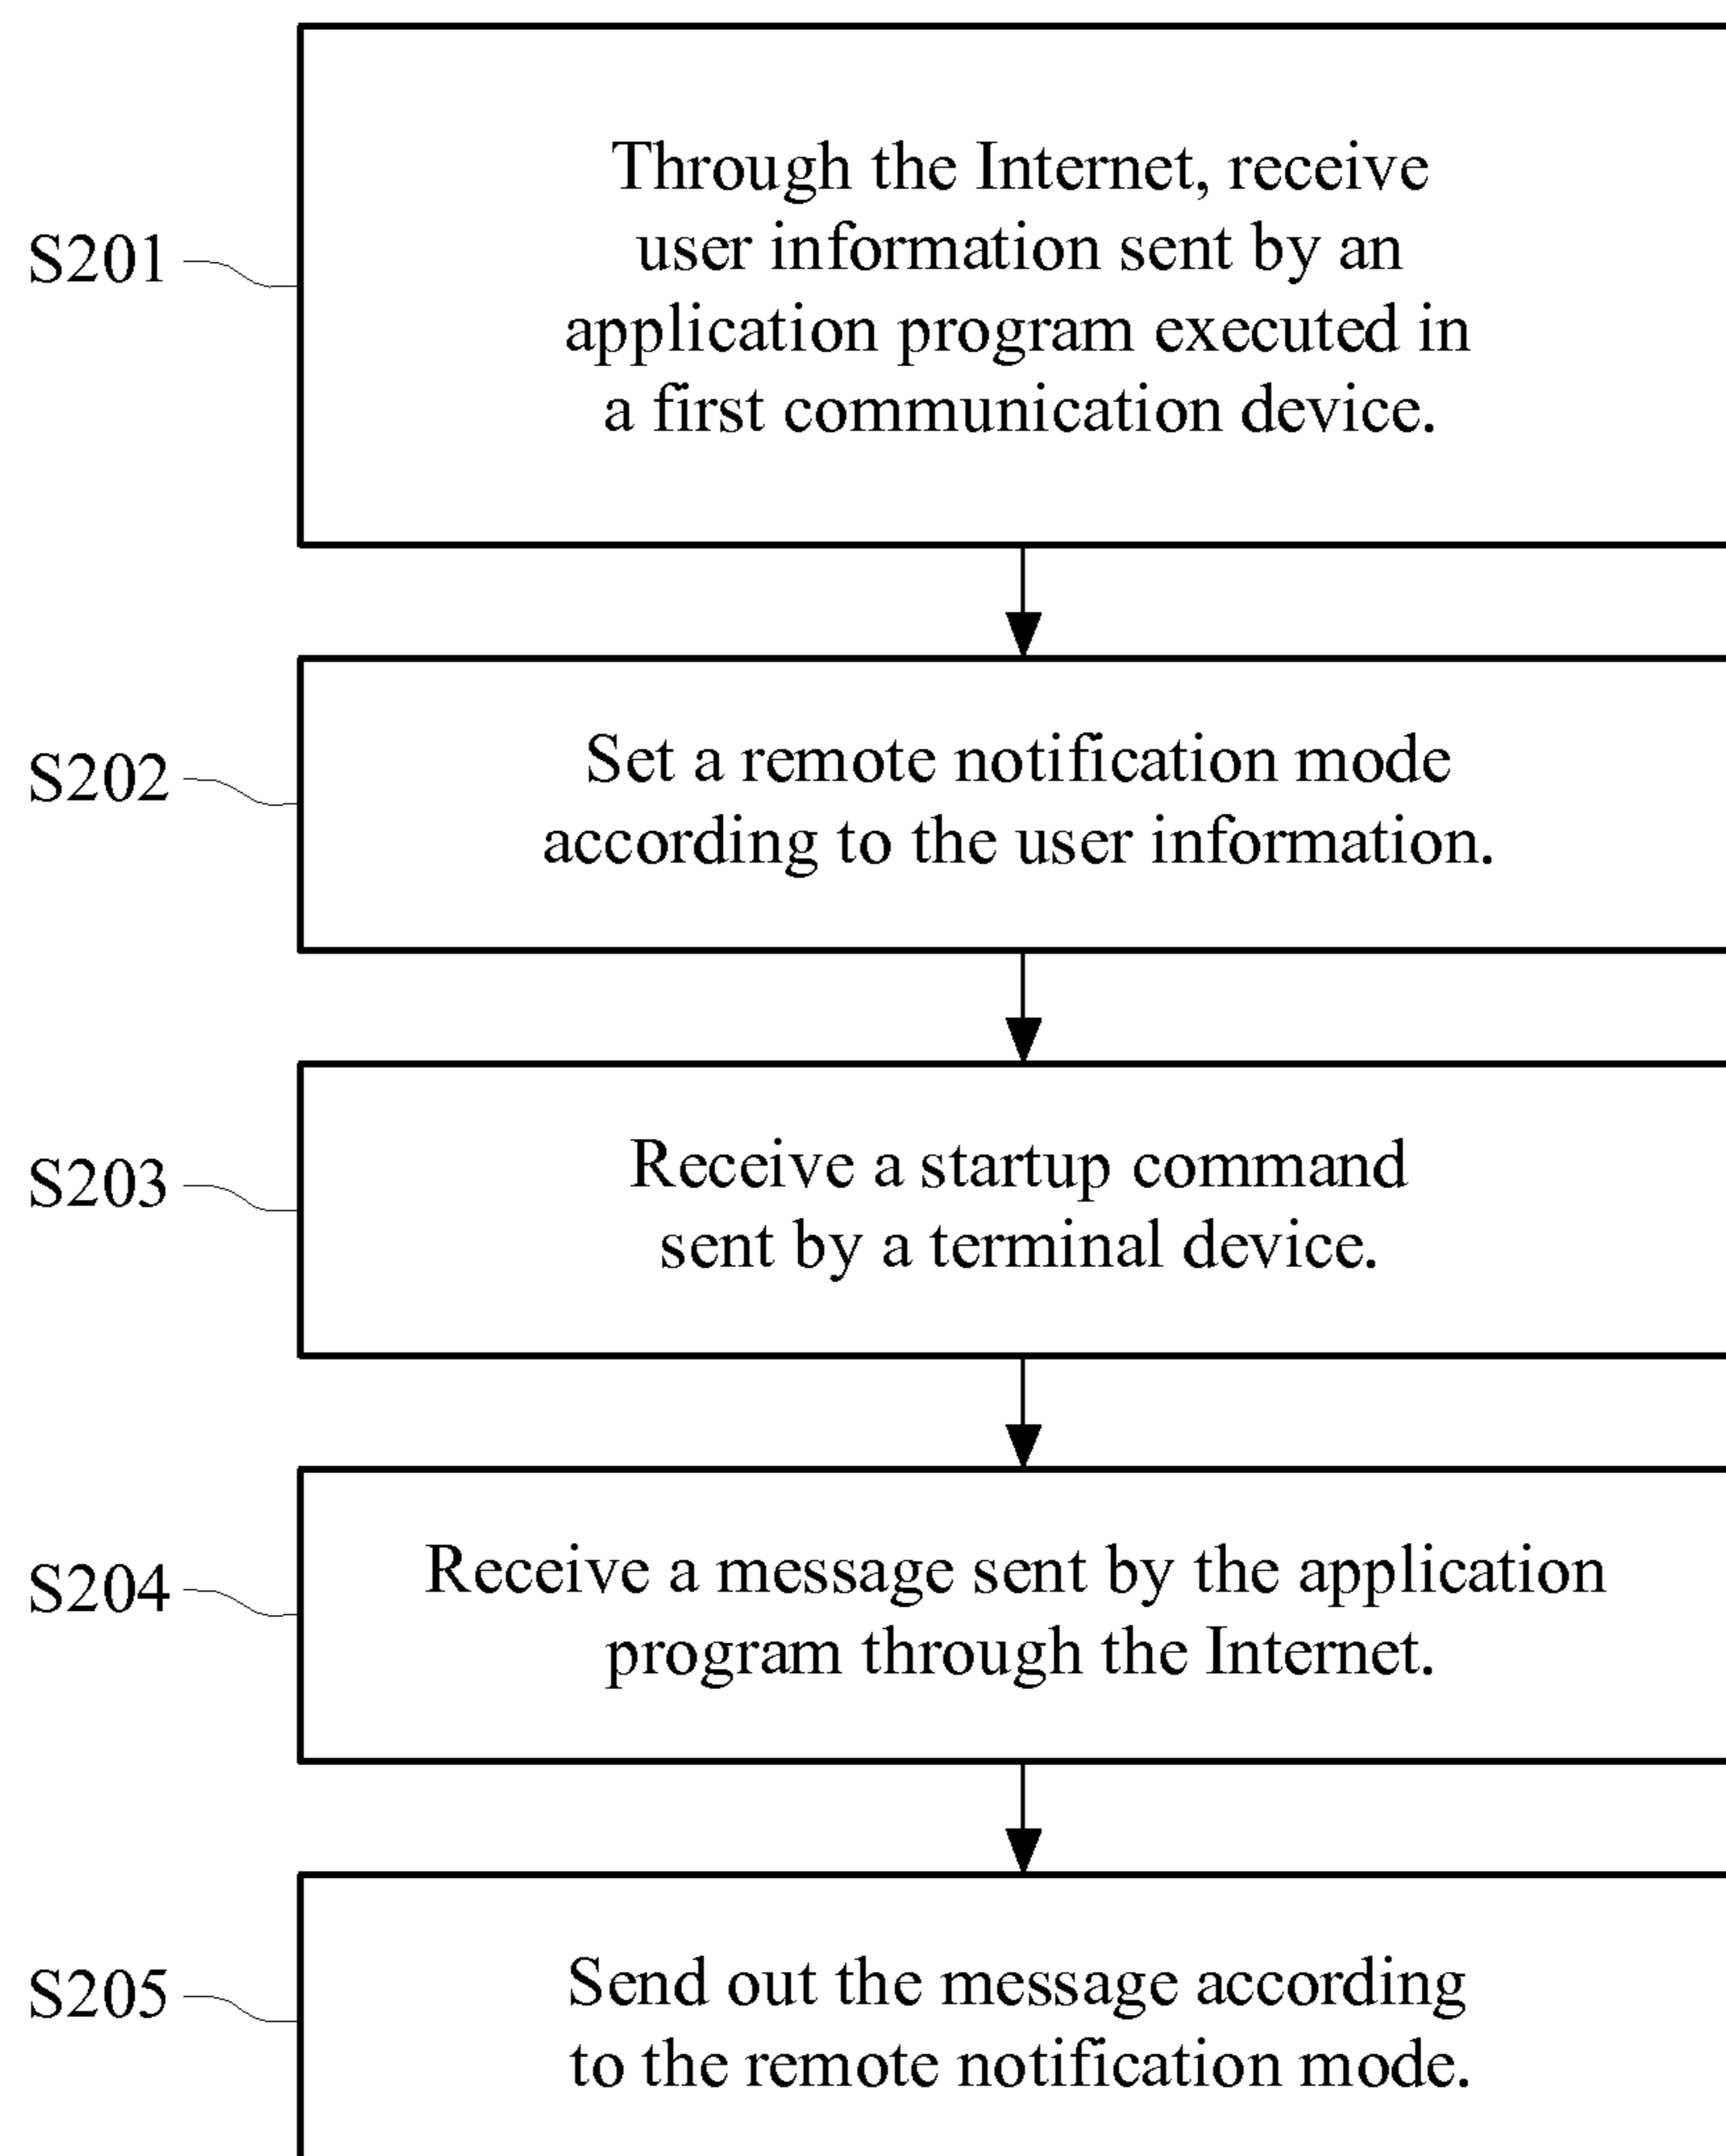 S201
Through the Internet, receive
user information sent by an
application program executed in
a first communication device.
S202
Set a remote notification mode
according to the user information.
S203
Receive a startup command
sent by a terminal device.
S204
Receive a message sent by the application
program through the Internet.
S205
Send out the message according
to the remote notification mode.